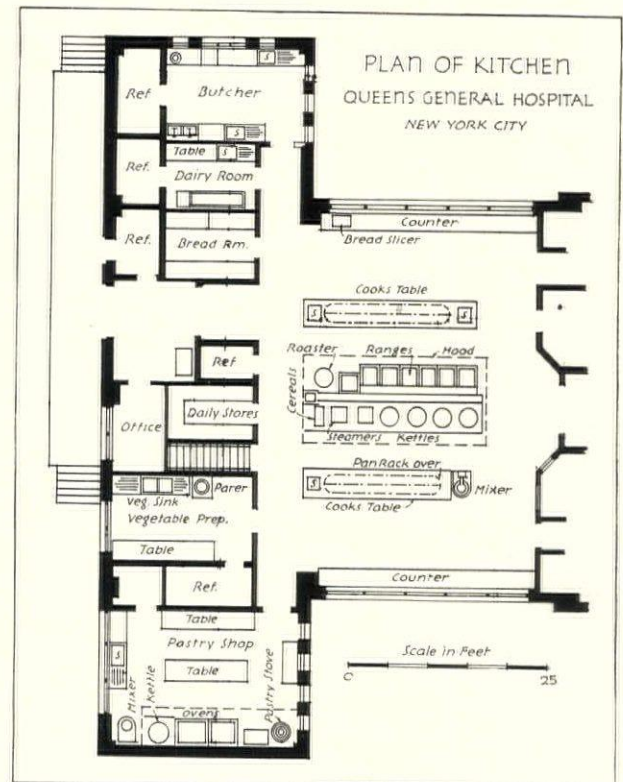 PLAN OF KITCHEN
QUEENS GENERAL HOSPITAL
NEW YORK CITY
S
Ref
Butcher
S
Table S
Ref.
Dairy Room
Ref.
Bread Rm.
Counter
Bread Slicer
Cooks Table
S S
Roaster Ranges Hood
Ref
Cereals
Daily Stores
Office
Steamers Kettles
Pan Rack over
S
Mixer
Cooks Table
Parer
Veg. Sink
Vegetable Prep.
Table
Ref.
Counter
Table
Pastry Shop
S
Table
Scale in Feet
0 25
Mixer
Kettle
Ovens
Pastry Stove